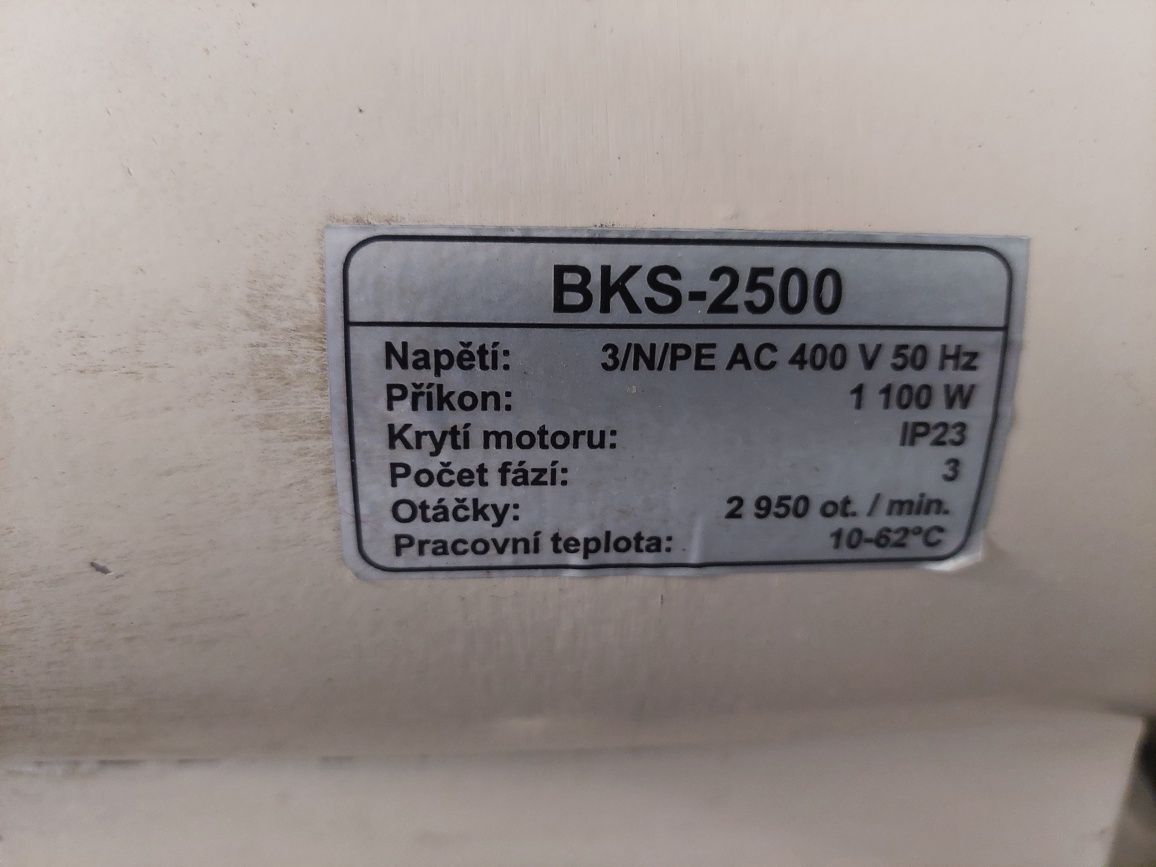 BKS-2500
Napětí: 3/N/PE AC 400 V 50 Hz
Příkon: 1 100 W
Krytí motoru: IP23
Počet fází: 3
Otáčky: 2 950 ot. / min.
Pracovní teplota: 10-62°C